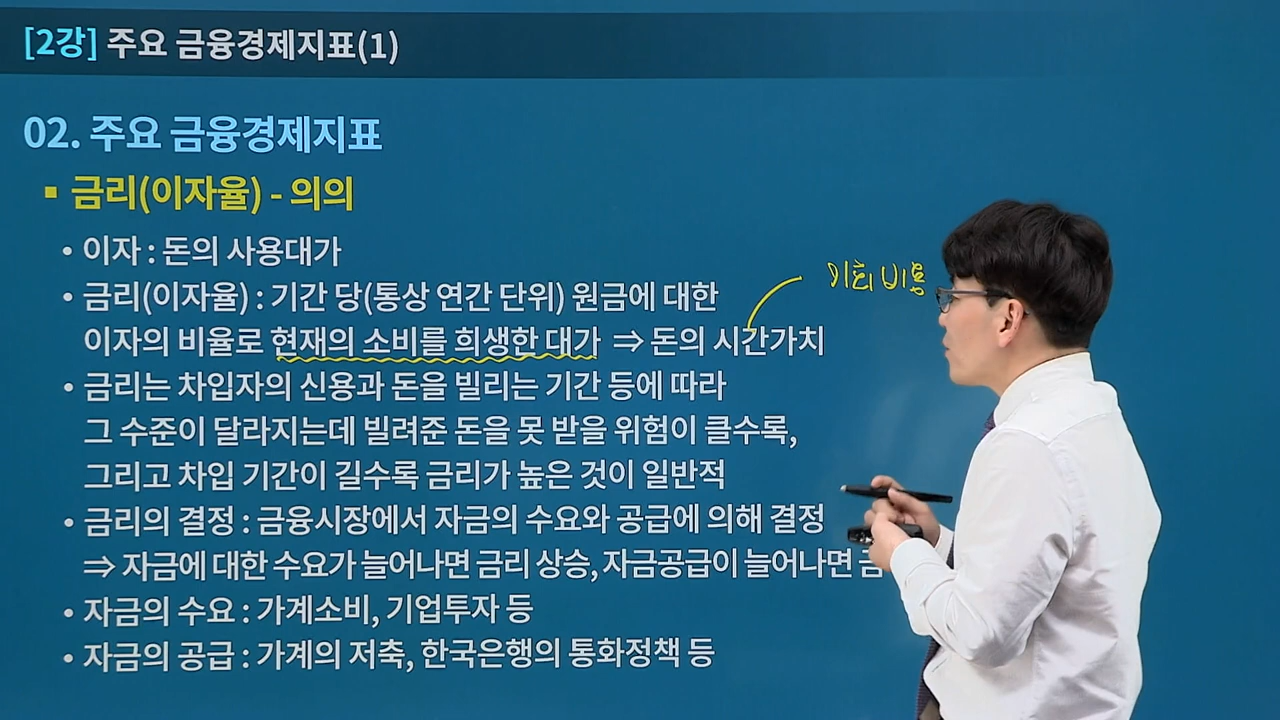 [2강] 주요 금융경제지표(1)
02. 주요 금융경제지표
▪ 금리(이자율) - 의의
• 이자 : 돈의 사용대가
• 금리(이자율) : 기간 당(통상 연간 단위) 원금에 대한
이자의 비율로 현재의 소비를 희생한 대가 ⇒ 돈의 시간가치
기회비용
• 금리는 차입자의 신용과 돈을 빌리는 기간 등에 따라
그 수준이 달라지는데 빌려준 돈을 못 받을 위험이 클수록,
그리고 차입 기간이 길수록 금리가 높은 것이 일반적
• 금리의 결정 : 금융시장에서 자금의 수요와 공급에 의해 결정
⇒ 자금에 대한 수요가 늘어나면 금리 상승, 자금공급이 늘어나면 금
• 자금의 수요 : 가계소비, 기업투자 등
• 자금의 공급 : 가계의 저축, 한국은행의 통화정책 등